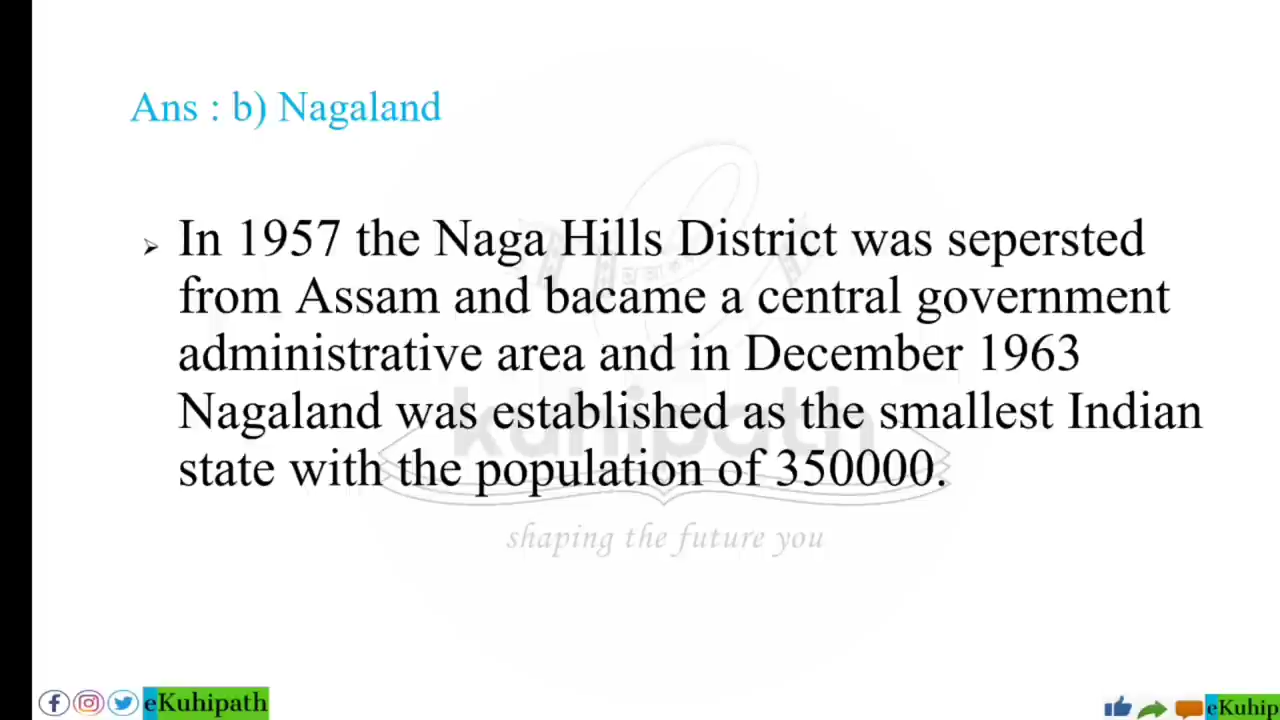 Ans : b) Nagaland
In 1957 the Naga Hills District was sepersted
from Assam and bacame a central government
administrative area and in December 1963
Nagaland was established as the smallest Indian
state with the population of 350000.
kuhipath
shaping the future you
eKuhipath
eKuhip